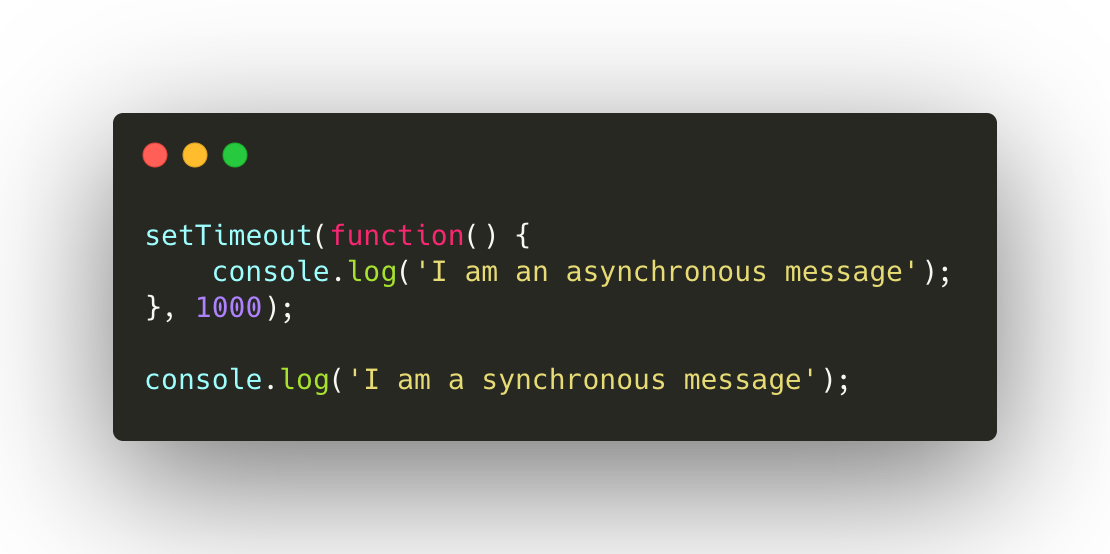 setTimeout(function() {
    console.log('I am an asynchronous message');
}, 1000);

console.log('I am a synchronous message');